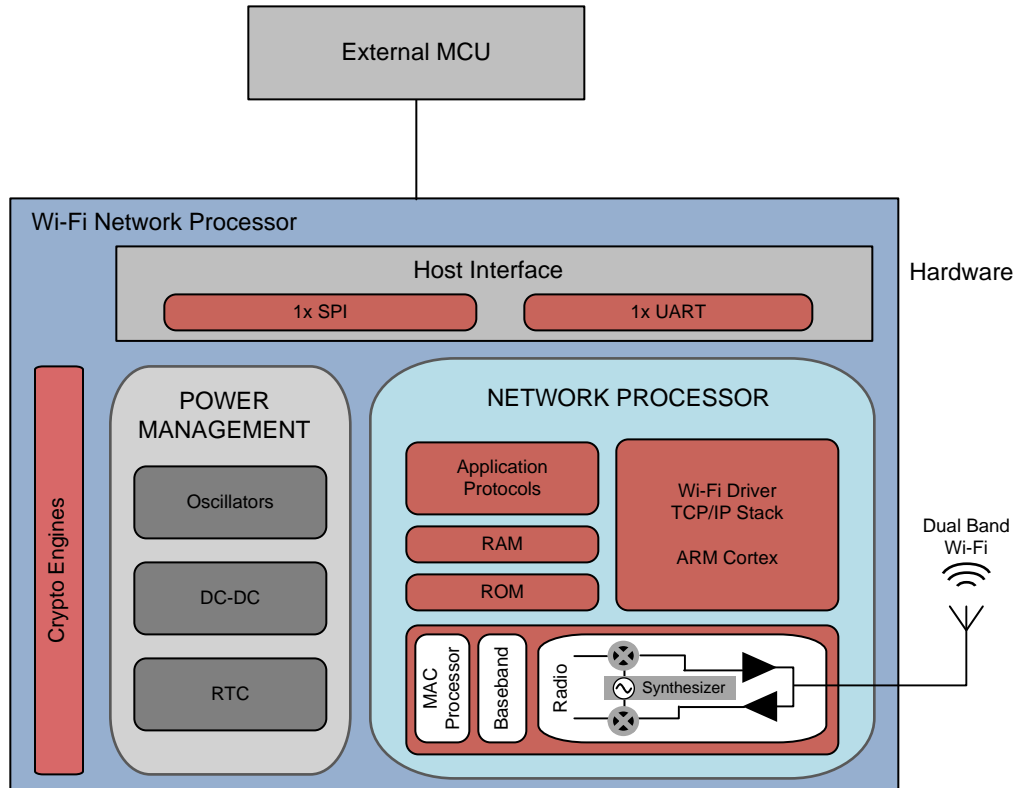 External MCU
Wi-Fi Network Processor
Host Interface
Hardware
1x SPI
1x UART
Crypto Engines
POWER
MANAGEMENT
Oscillators
DC-DC
RTC
NETWORK PROCESSOR
Application
Protocols
RAM
ROM
Wi-Fi Driver
TCP/IP Stack
ARM Cortex
MAC
Processor
Baseband
Radio
Synthesizer
Dual Band
Wi-Fi